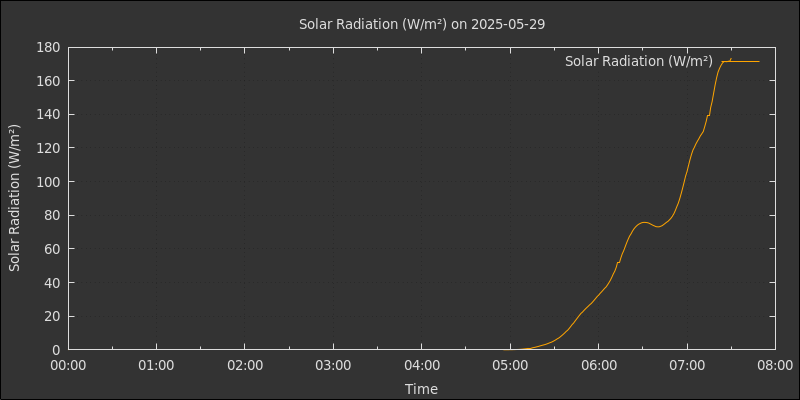 Solar Radiation (W/m²) on 2025-05-29
Solar Radiation (W/m²)
180
160
140
120
100
80
60
40
20
0
Solar Radiation (W/m²)
00:00 01:00 02:00 03:00 04:00 05:00 06:00 07:00 08:00
Time